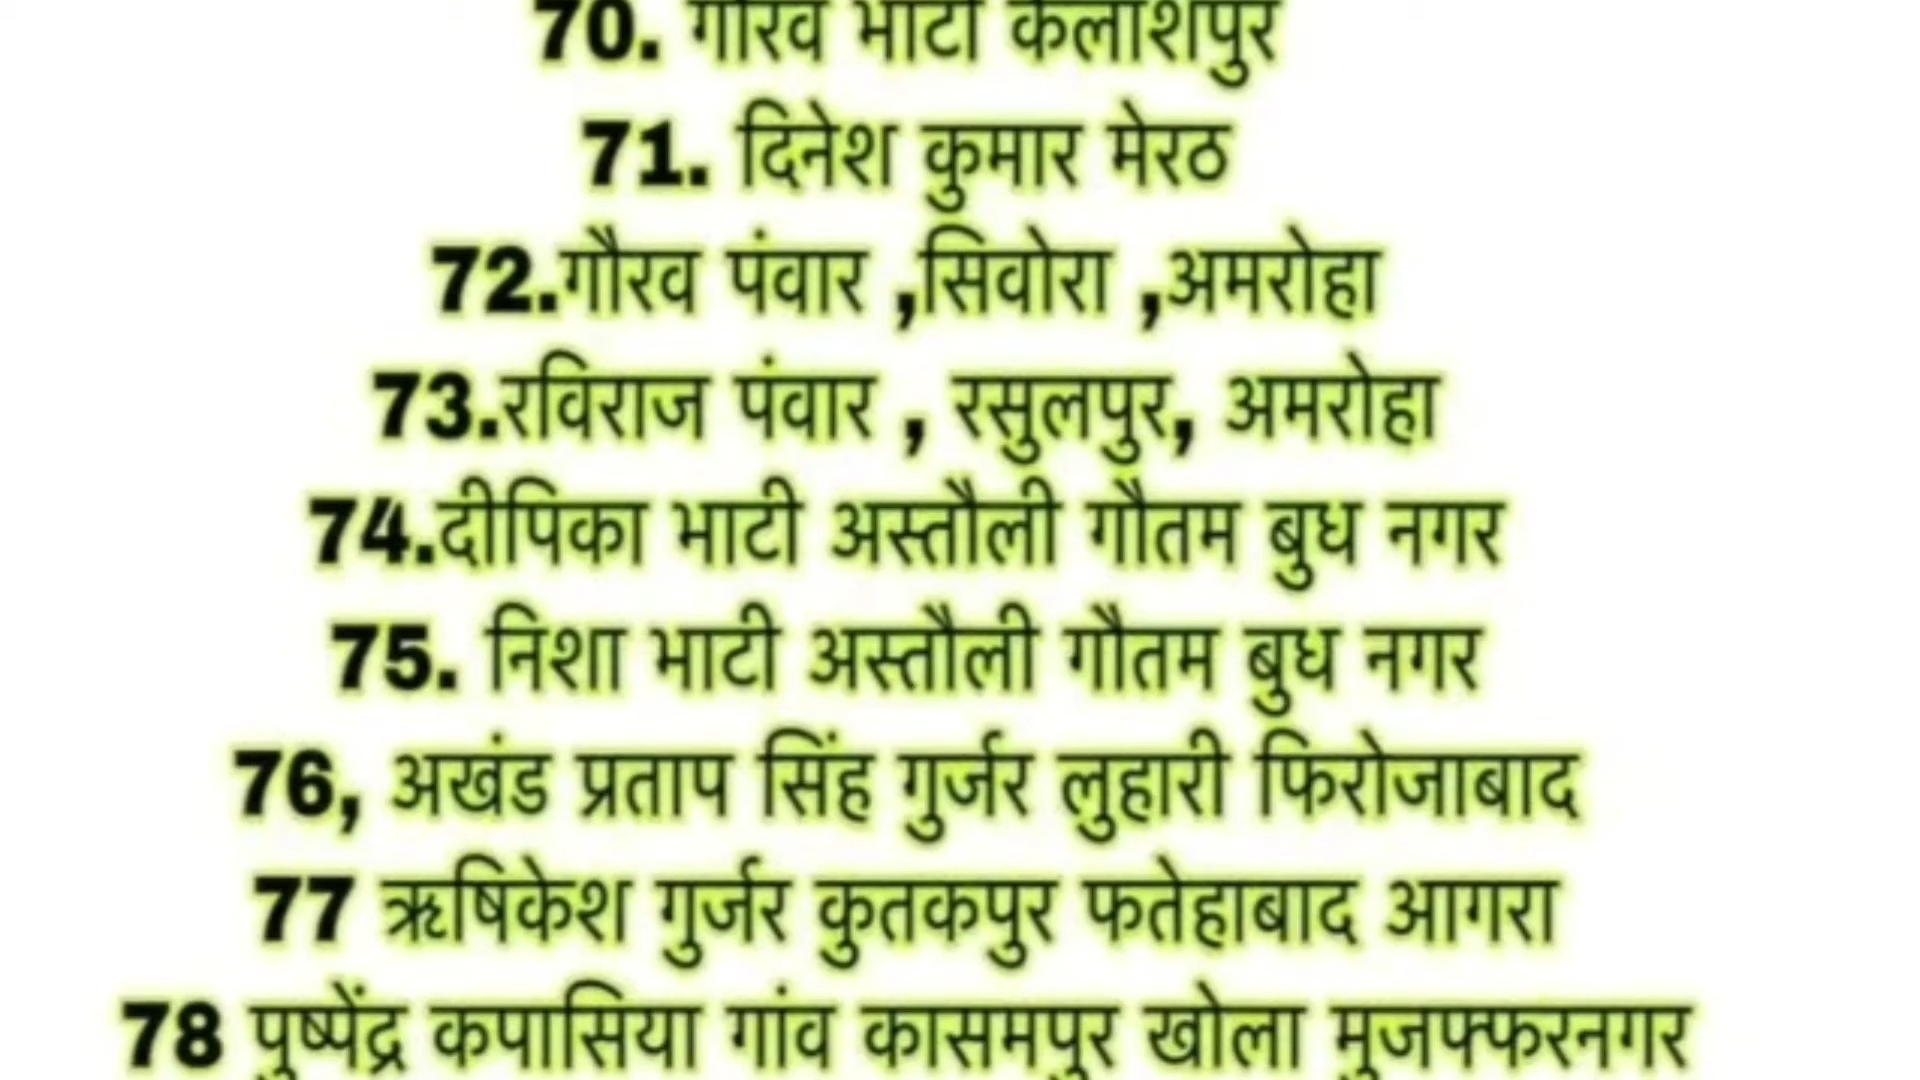 70. गौरव भाटी कैलाशपुर
71. दिनेश कुमार मेरठ
72.गौरव पंवार ,सिवोरा ,अमरोहा
73.रविराज पंवार , रसुलपुर, अमरोहा
74.दीपिका भाटी अस्तौली गौतम बुध नगर
75. निशा भाटी अस्तौली गौतम बुध नगर
76, अखंड प्रताप सिंह गुर्जर लुहारी फिरोजाबाद
77 ऋषिकेश गुर्जर कुतकपुर फतेहाबाद आगरा
78 पुष्पेंद्र कपासिया गांव कासमपुर खोला मुजफ्फरनगर